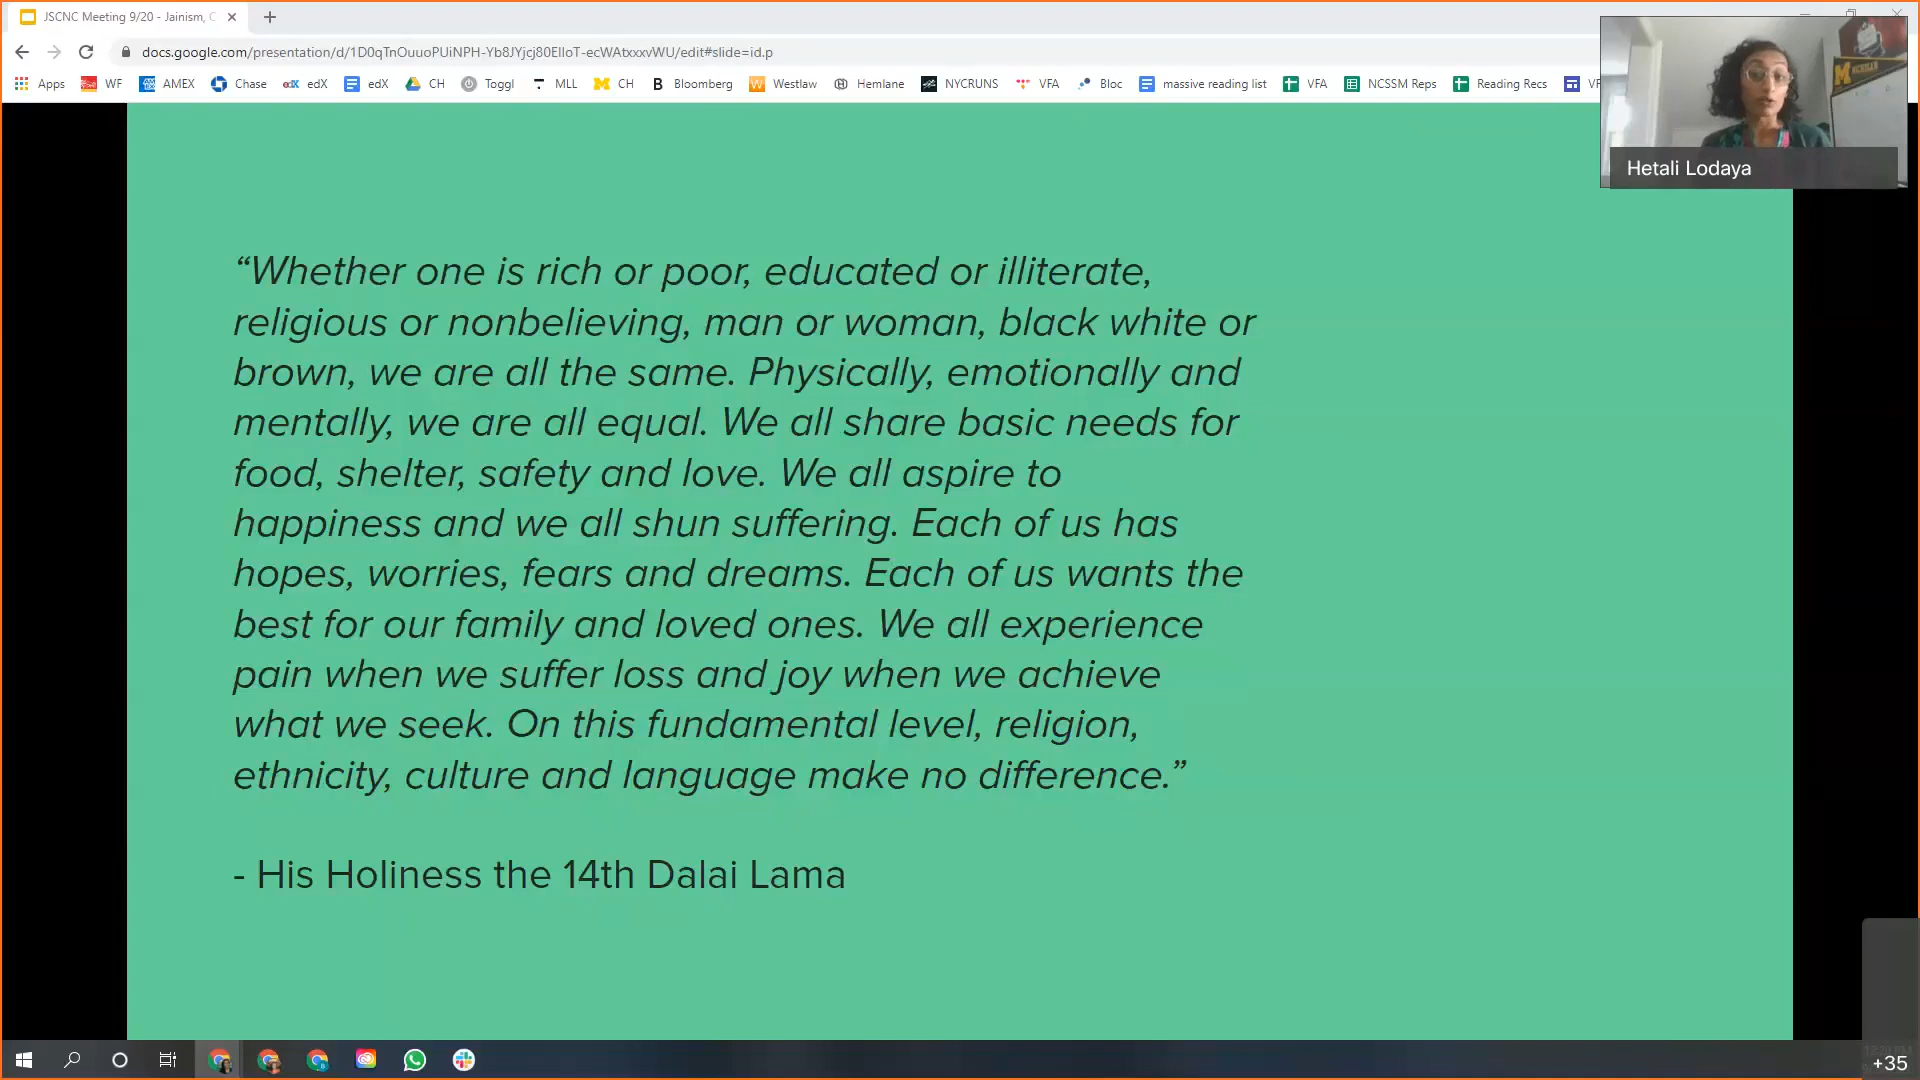 JSCNC Meeting 9/20 - Jainism, C
docs.google.com/presentation/d/1D0qTnOuuoPUiNPH-Yb8JYjcj80ElIoT-ecWAtxxxvWU/edit#slide=id.p
Apps WF AMEX Chase edX edX CH Toggl MLL CH Bloomberg Westlaw Hemlane NYCRUNS VFA Bloc massive reading list VFA NCSSM Reps Reading Recs VF
MICHIGAN
Hetali Lodaya
“Whether one is rich or poor, educated or illiterate,
religious or nonbelieving, man or woman, black white or
brown, we are all the same. Physically, emotionally and
mentally, we are all equal. We all share basic needs for
food, shelter, safety and love. We all aspire to
happiness and we all shun suffering. Each of us has
hopes, worries, fears and dreams. Each of us wants the
best for our family and loved ones. We all experience
pain when we suffer loss and joy when we achieve
what we seek. On this fundamental level, religion,
ethnicity, culture and language make no difference.”
- His Holiness the 14th Dalai Lama
+35